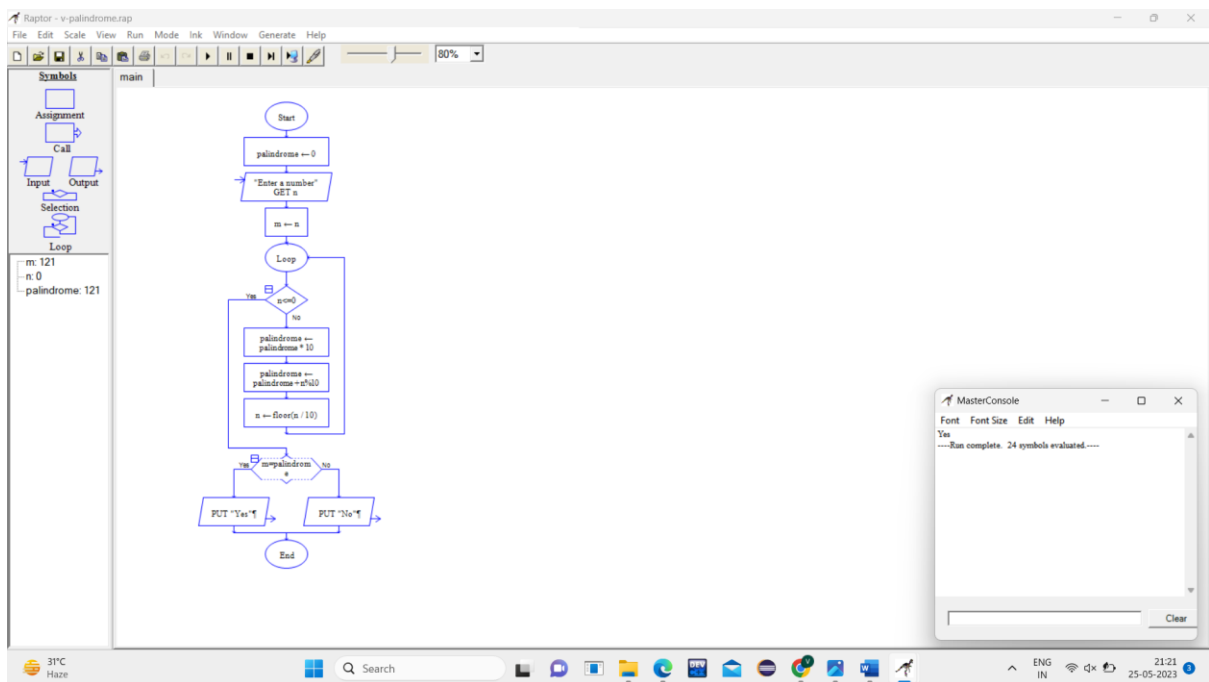 Raptor - v-palindrome.rap
File Edit Scale View Run Mode Ink Window Generate Help
80%
Symbols
main
Assignment
Call
Input Output
Selection
Loop
m: 121
n: 0
palindrome: 121
Start
palindrome ← 0
"Enter a number"
GET n
m ← n
Loop
Yes
n<=0
No
palindrome ←
palindrome * 10
palindrome ←
palindrome + n%10
n ← floor(n / 10)
Yes
m=palindrom
e
No
PUT "Yes"¶
PUT "No"¶
End
MasterConsole
Font Font Size Edit Help
Yes
----Run complete. 24 symbols evaluated.----
Clear
31°C
Haze
Search
DEV
V
W
ENG
IN
21:21
25-05-2023
3